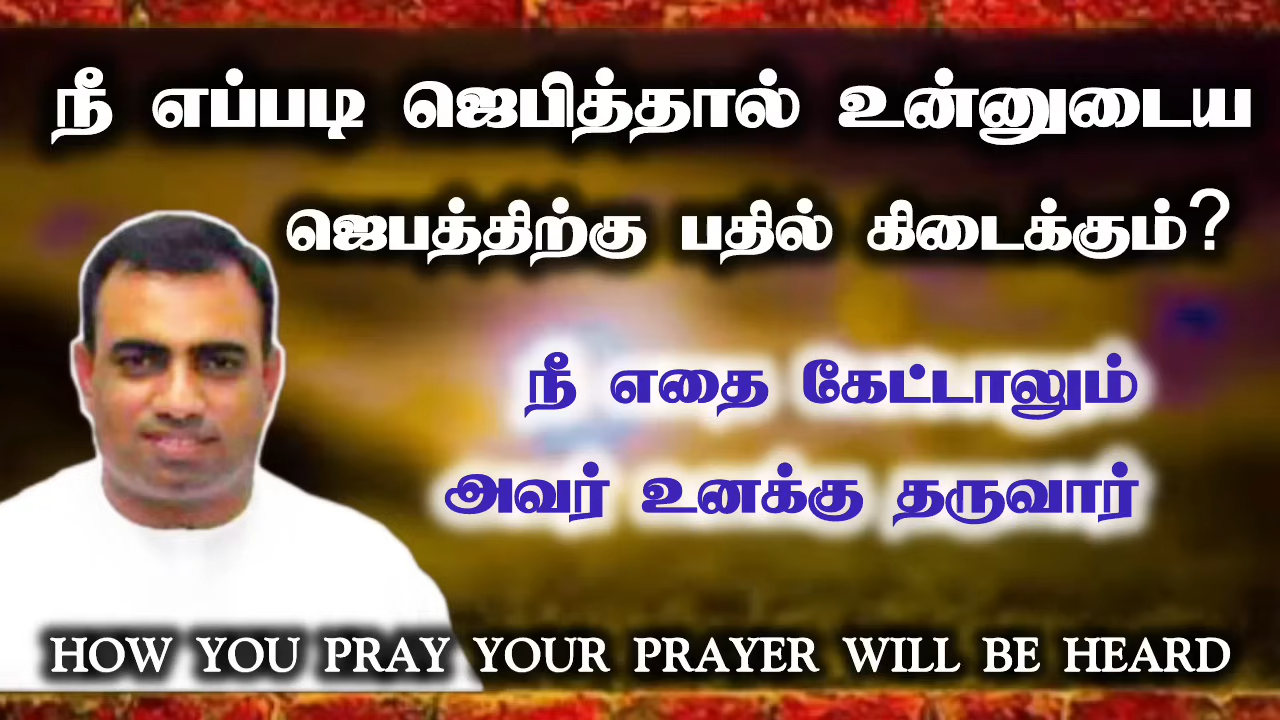 நீ எப்படி ஜெபித்தால் உன்னுடைய
ஜெபத்திற்கு பதில் கிடைக்கும்?
நீ எதை கேட்டாலும்
அவர் உனக்கு தருவார்
HOW YOU PRAY YOUR PRAYER WILL BE HEARD